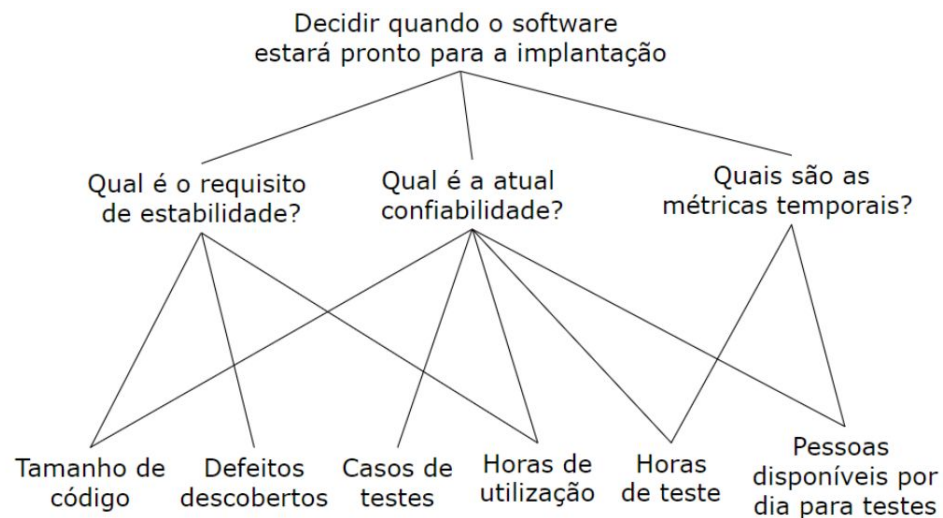 Decidir quando o software
estará pronto para a implantação
Qual é o requisito
de estabilidade?
Qual é a atual
confiabilidade?
Quais são as
métricas temporais?
Tamanho de
código
Defeitos
descobertos
Casos de
testes
Horas de
utilização
Horas
de teste
Pessoas
disponíveis por
dia para testes